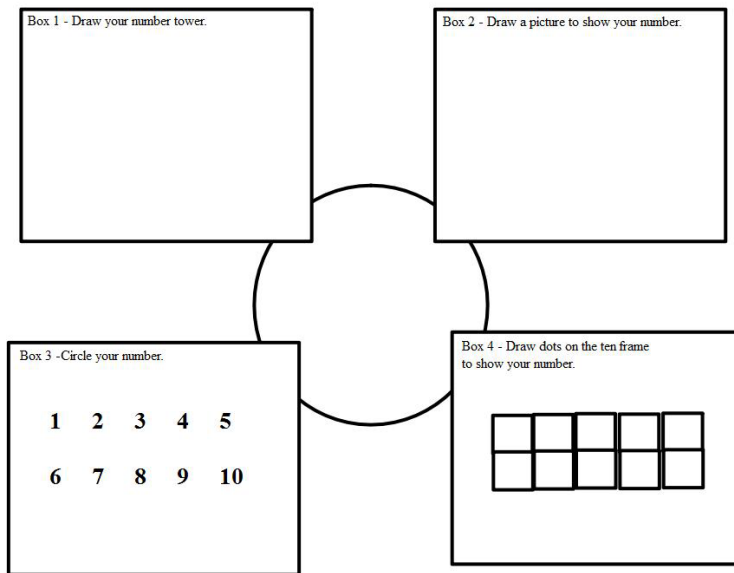 Box 1 - Draw your number tower.
Box 2 - Draw a picture to show your number.
Box 3 -Circle your number.
1 2 3 4 5
6 7 8 9 10
Box 4 - Draw dots on the ten frame
to show your number.